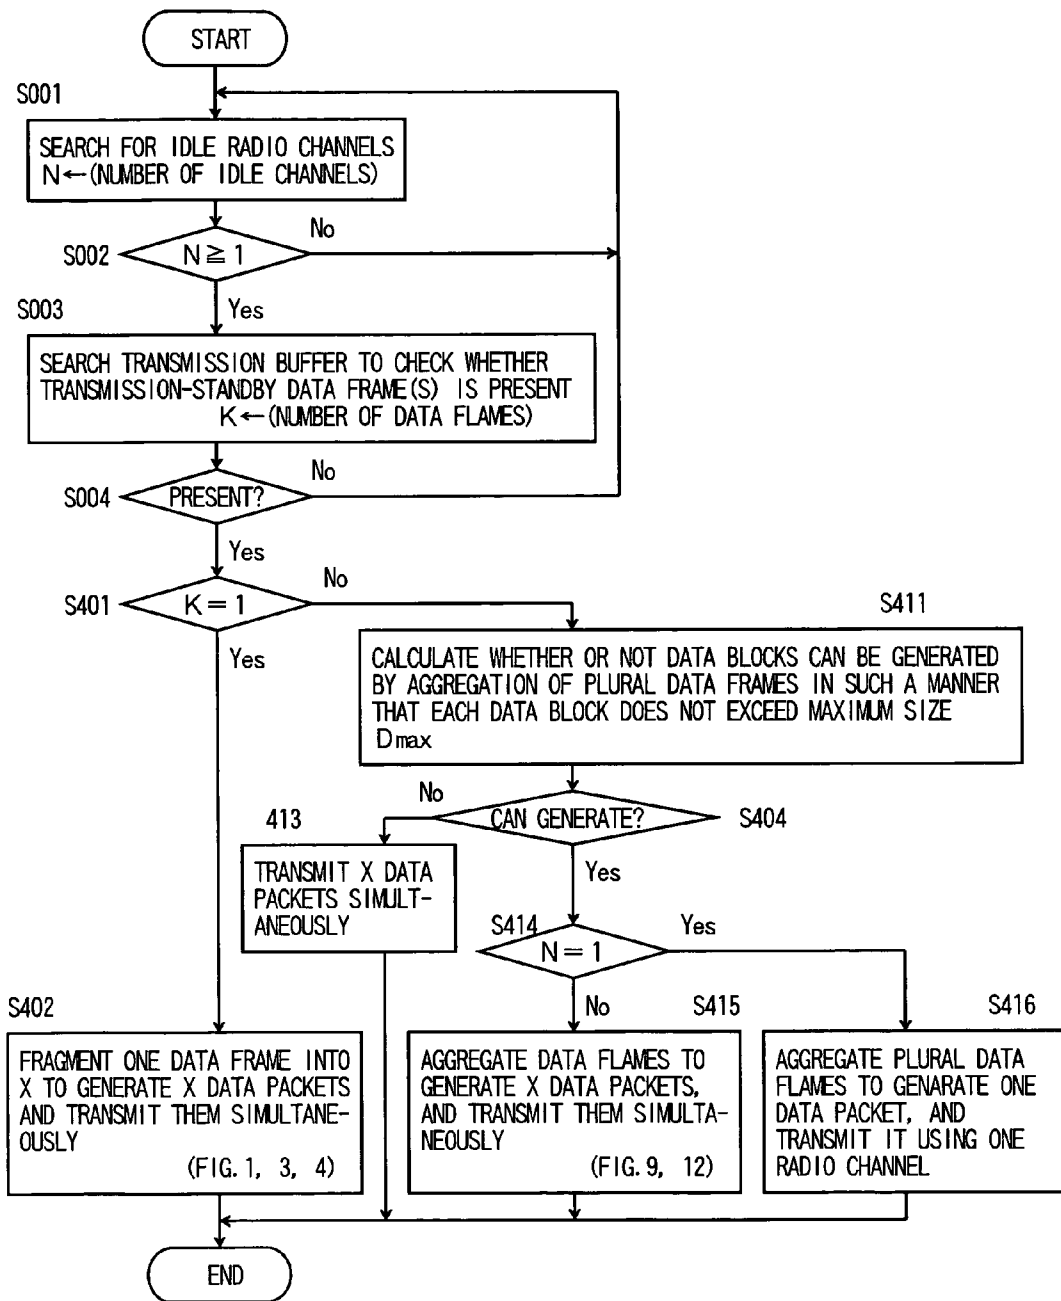 START
S001
SEARCH FOR IDLE RADIO CHANNELS
N←(NUMBER OF IDLE CHANNELS)
No
S002
N≧1
Yes
S003
SEARCH TRANSMISSION BUFFER TO CHECK WHETHER
TRANSMISSION-STANDBY DATA FRAME(S) IS PRESENT
K←(NUMBER OF DATA FLAMES)
No
S004
PRESENT?
Yes
S401
K=1
No
Yes
S411
CALCULATE WHETHER OR NOT DATA BLOCKS CAN BE GENERATED
BY AGGREGATION OF PLURAL DATA FRAMES IN SUCH A MANNER
THAT EACH DATA BLOCK DOES NOT EXCEED MAXIMUM SIZE
Dmax
No
CAN GENERATE?
S404
Yes
413
TRANSMIT X DATA
PACKETS SIMULT-
ANEOUSLY
S414
N=1
Yes
No
S402
FRAGMENT ONE DATA FRAME INTO
X TO GENERATE X DATA PACKETS
AND TRANSMIT THEM SIMULTANE-
OUSLY
(FIG. 1, 3, 4)
S415
AGGREGATE DATA FLAMES TO
GENERATE X DATA PACKETS,
AND TRANSMIT THEM SIMULTA-
NEOUSLY
(FIG. 9, 12)
S416
AGGREGATE PLURAL DATA
FLAMES TO GENARATE ONE
DATA PACKET, AND
TRANSMIT IT USING ONE
RADIO CHANNEL
END